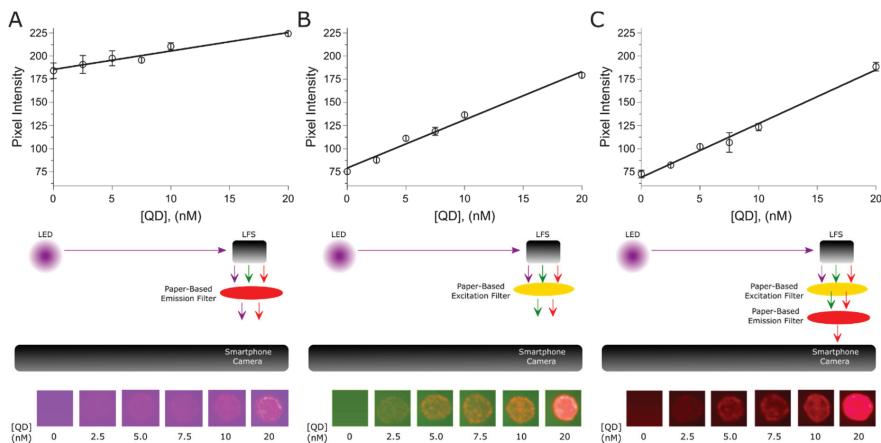 A
Pixel Intensity
225
200
175
150
125
100
75
0 5 10 15 20
[QD], (nM)
LED
LFS
Paper-Based
Emission Filter
Smartphone
Camera
[QD]
(nM)
0 2.5 5.0 7.5 10 20
B
Pixel Intensity
225
200
175
150
125
100
75
0 5 10 15 20
[QD], (nM)
LED
LFS
Paper-Based
Excitation Filter
Smartphone
Camera
[QD]
(nM)
0 2.5 5.0 7.5 10 20
C
Pixel Intensity
225
200
175
150
125
100
75
0 5 10 15 20
[QD], (nM)
LED
LFS
Paper-Based
Excitation Filter
Paper-Based
Emission Filter
Smartphone
Camera
[QD]
(nM)
0 2.5 5.0 7.5 10 20